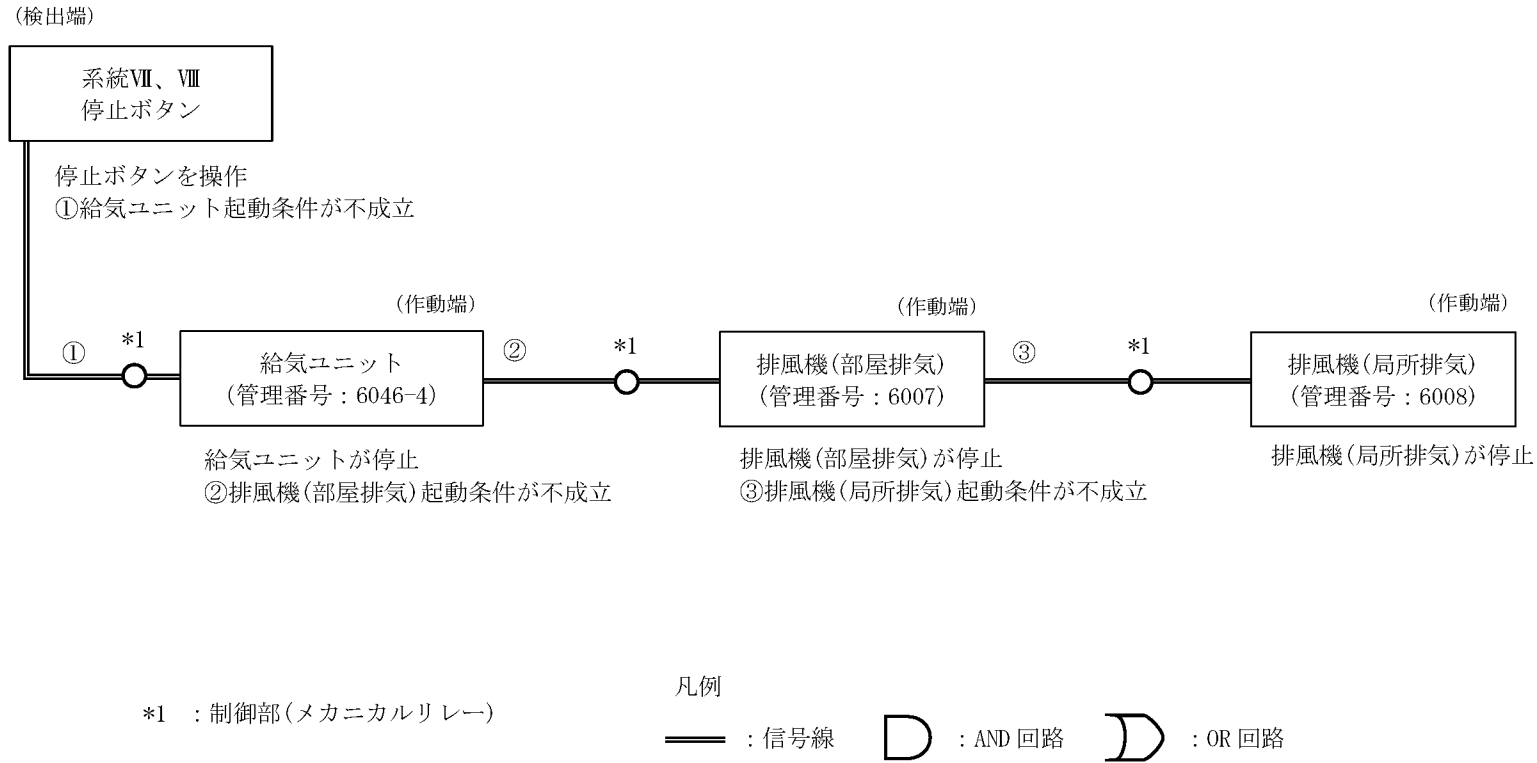 (検出端)
系統Ⅶ、Ⅷ
停止ボタン
停止ボタンを操作
①給気ユニット起動条件が不成立
(作動端)
(作動端)
(作動端)
①
*1
給気ユニット
(管理番号：6046-4)
②
*1
排風機(部屋排気)
(管理番号：6007)
③
*1
排風機(局所排気)
(管理番号：6008)
給気ユニットが停止
②排風機(部屋排気)起動条件が不成立
排風機(部屋排気)が停止
③排風機(局所排気)起動条件が不成立
排風機(局所排気)が停止
*1 ：制御部(メカニカルリレー)
凡例
：信号線
：AND 回路
：OR 回路